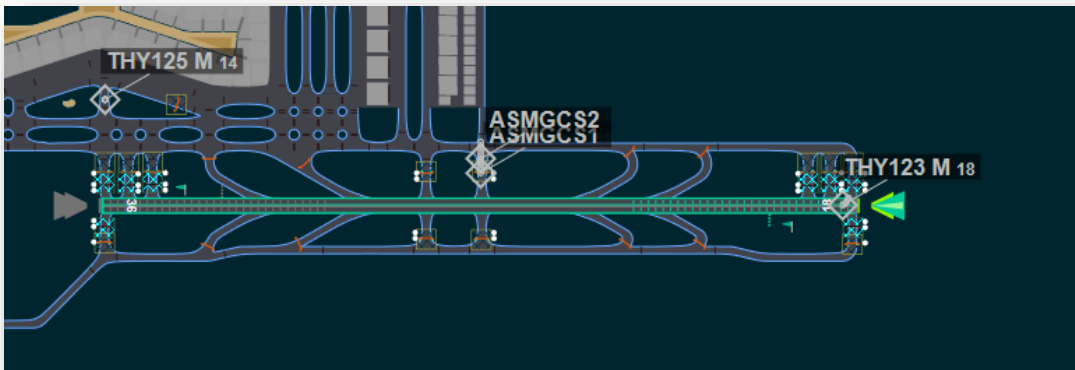 THY125 M 14
ASMGCS2
ASMGCS1
THY123 M 18
36
18